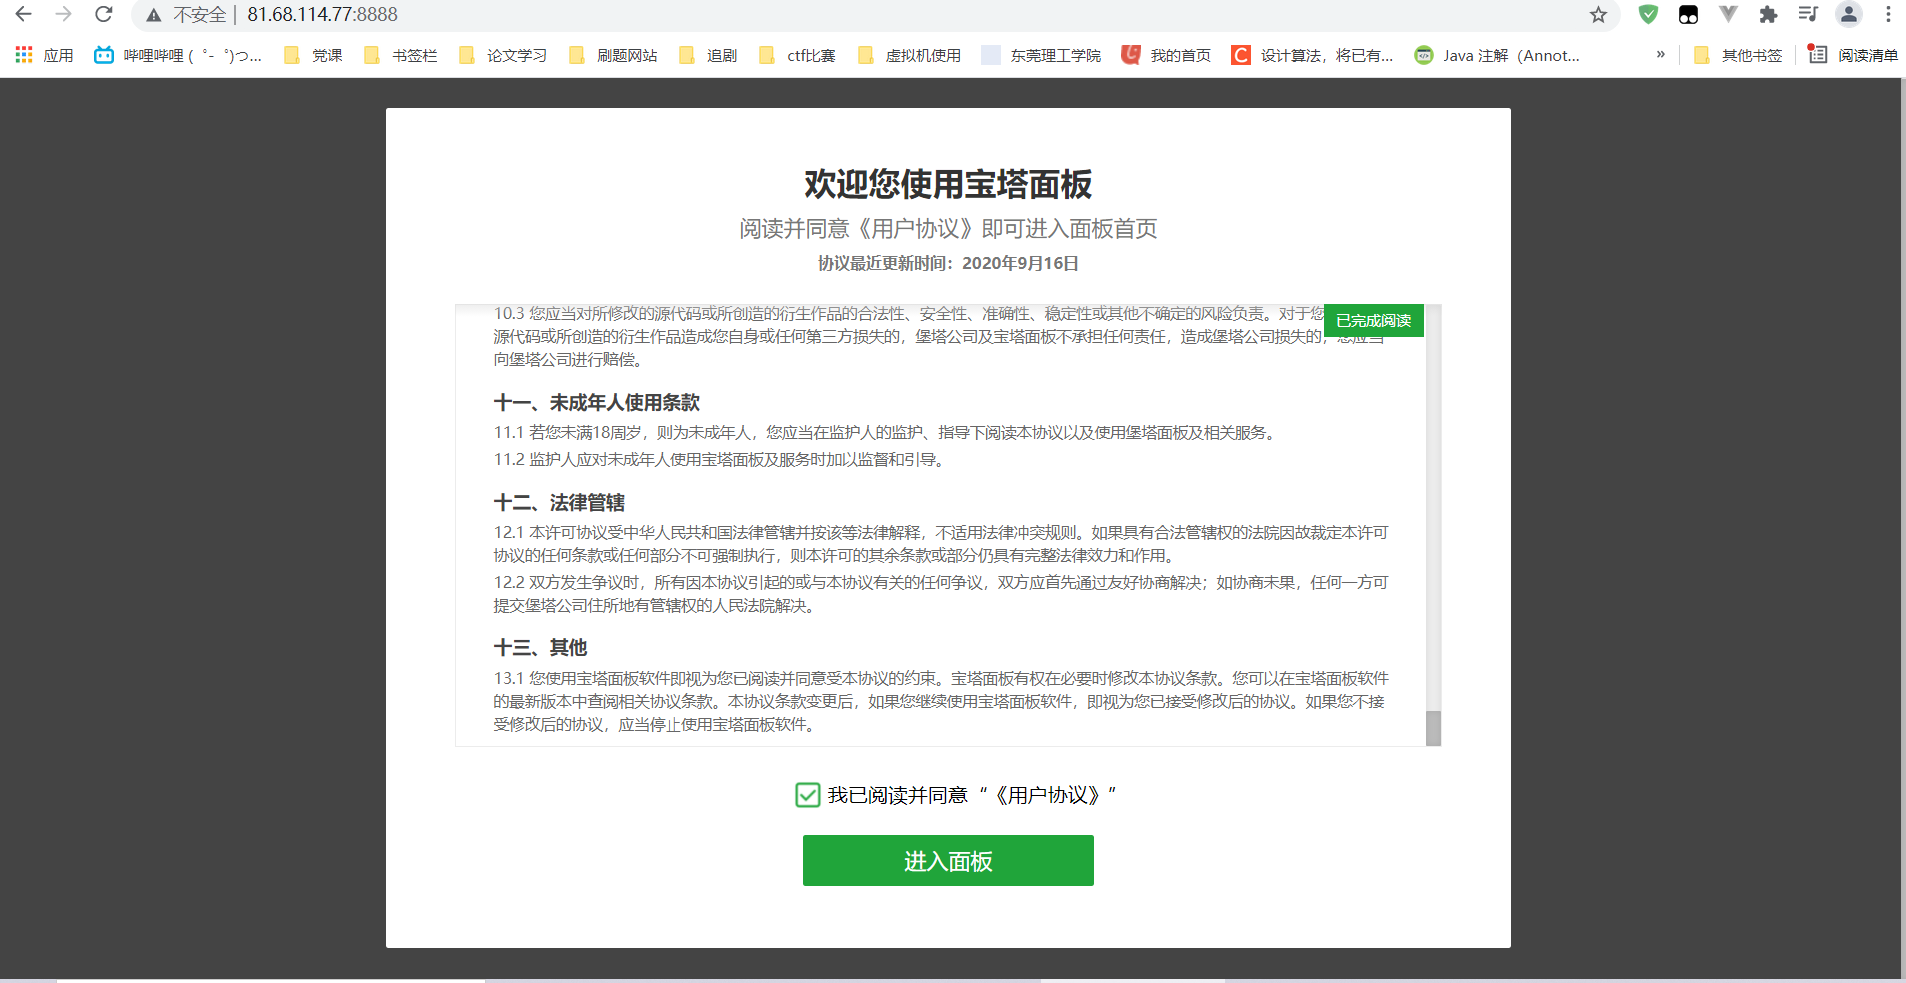 不安全 81.68.114.77:8888
应用 哔哩哔哩 ( ゜- ゜)つ... 党课 书签栏 论文学习 刷题网站 追剧 ctf比赛 虚拟机使用 东莞理工学院 我的首页 设计算法，将已有... Java 注解（Annot... » 其他书签 阅读清单
欢迎您使用宝塔面板
阅读并同意《用户协议》即可进入面板首页
协议最近更新时间：2020年9月16日
已完成阅读
10.3 您应当对所修改的源代码或所创造的衍生作品的合法性、安全性、准确性、稳定性或其他不确定的风险负责。对于您
源代码或所创造的衍生作品造成您自身或任何第三方损失的，堡塔公司及宝塔面板不承担任何责任，造成堡塔公司损失的，您应当
向堡塔公司进行赔偿。
十一、未成年人使用条款
11.1 若您未满18周岁，则为未成年人，您应当在监护人的监护、指导下阅读本协议以及使用堡塔面板及相关服务。
11.2 监护人应对未成年人使用宝塔面板及服务时加以监督和引导。
十二、法律管辖
12.1 本许可协议受中华人民共和国法律管辖并按该等法律解释，不适用法律冲突规则。如果具有合法管辖权的法院因故裁定本许可
协议的任何条款或任何部分不可强制执行，则本许可的其余条款或部分仍具有完整法律效力和作用。
12.2 双方发生争议时，所有因本协议引起的或与本协议有关的任何争议，双方应首先通过友好协商解决；如协商未果，任何一方可
提交堡塔公司住所地有管辖权的人民法院解决。
十三、其他
13.1 您使用宝塔面板软件即视为您已阅读并同意受本协议的约束。宝塔面板有权在必要时修改本协议条款。您可以在宝塔面板软件
的最新版本中查阅相关协议条款。本协议条款变更后，如果您继续使用宝塔面板软件，即视为您已接受修改后的协议。如果您不接
受修改后的协议，应当停止使用宝塔面板软件。
我已阅读并同意“《用户协议》”
进入面板